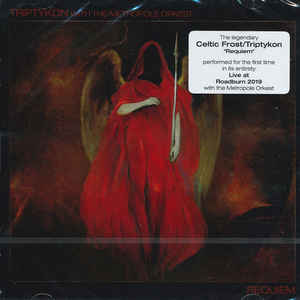 TRIPTYKON WITH THE METROPOLE ORKEST
The legendary
Celtic Frost/Triptykon
"Requiem"
performed for the first time
in its entirety
Live at
Roadburn 2019
with the Metropole Orkest
REQUIEM